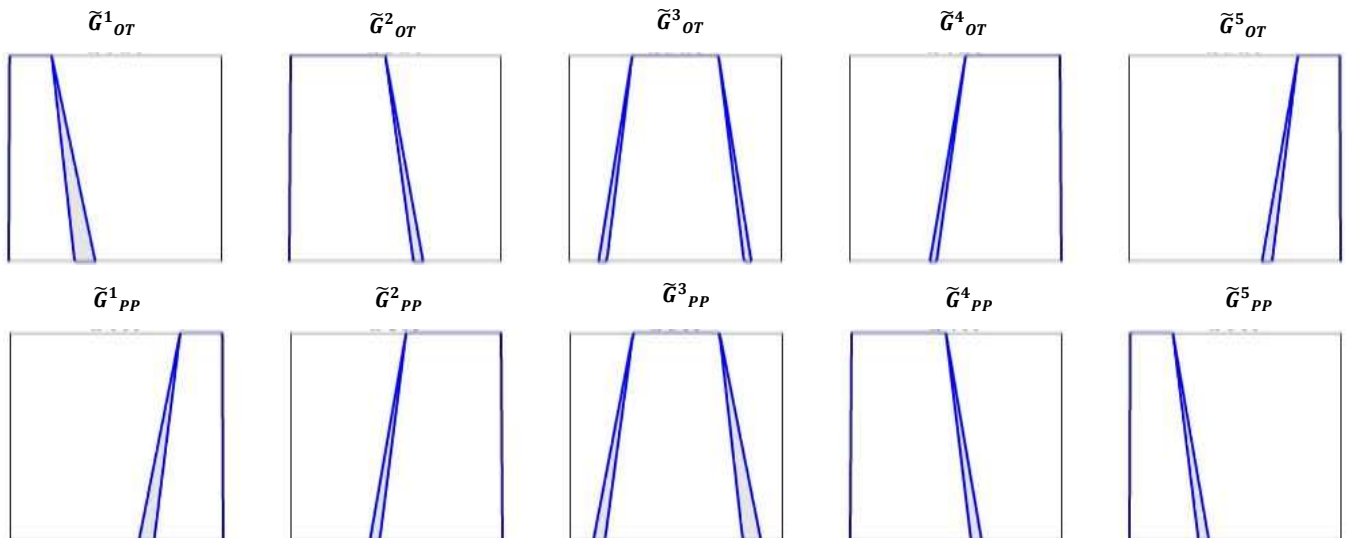 G̃¹OT G̃²OT G̃³OT G̃⁴OT G̃⁵OT
G̃¹PP G̃²PP G̃³PP G̃⁴PP G̃⁵PP